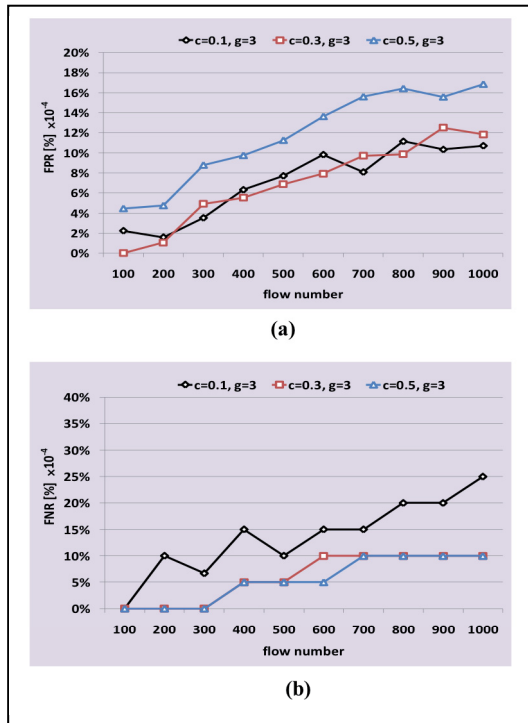 c=0.1, g=3 c=0.3, g=3 c=0.5, g=3
20%
18%
16%
14%
12%
10%
8%
6%
4%
2%
0%
FPR [%] x10-4
100 200 300 400 500 600 700 800 900 1000
flow number
(a)
c=0.1, g=3 c=0.3, g=3 c=0.5, g=3
40%
35%
30%
25%
20%
15%
10%
5%
0%
FNR [%] x10-4
100 200 300 400 500 600 700 800 900 1000
flow number
(b)